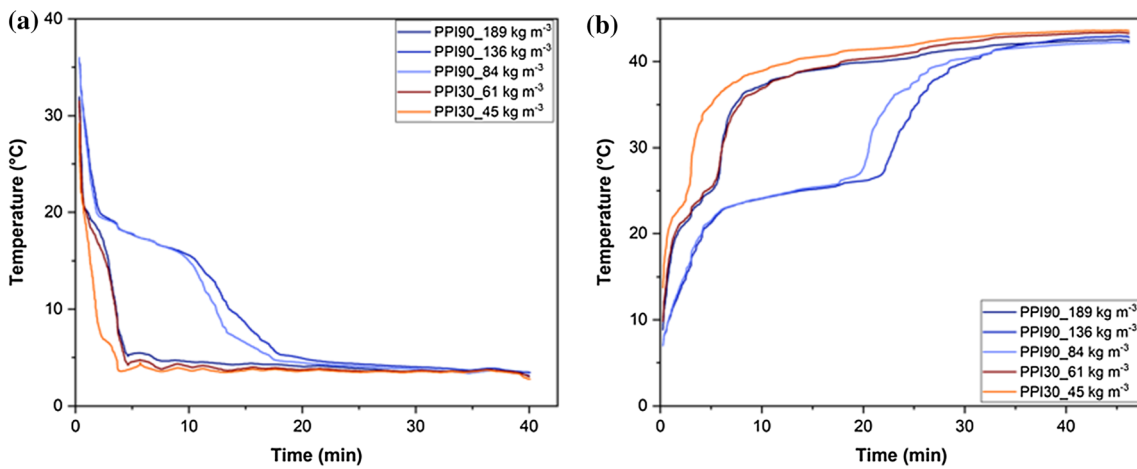 (a)
40
30
20
10
0
Temperature (°C)
PPI90_189 kg m-3
PPI90_136 kg m-3
PPI90_84 kg m-3
PPI30_61 kg m-3
PPI30_45 kg m-3
0 10 20 30 40
Time (min)
(b)
40
30
20
10
0
Temperature (°C)
PPI90_189 kg m-3
PPI90_136 kg m-3
PPI90_84 kg m-3
PPI30_61 kg m-3
PPI30_45 kg m-3
0 10 20 30 40
Time (min)